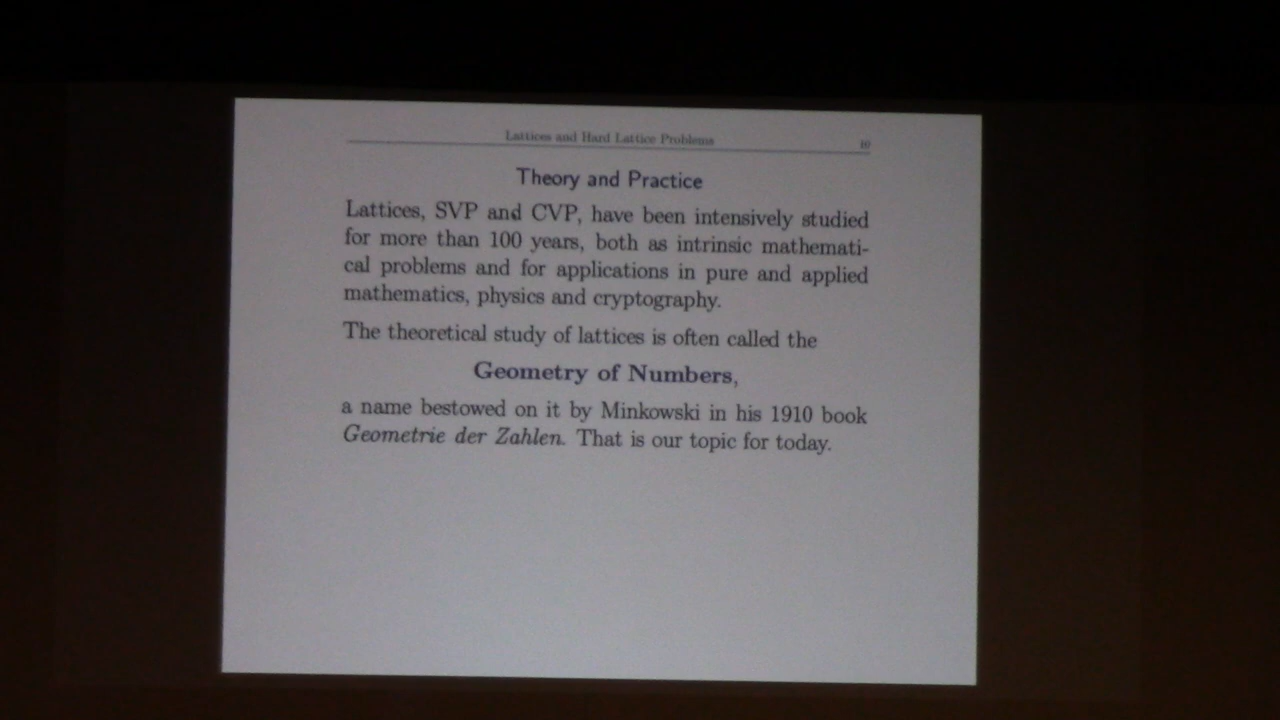 Lattices and Hard Lattice Problems 10
Theory and Practice
Lattices, SVP and CVP, have been intensively studied
for more than 100 years, both as intrinsic mathemati-
cal problems and for applications in pure and applied
mathematics, physics and cryptography.
The theoretical study of lattices is often called the
Geometry of Numbers,
a name bestowed on it by Minkowski in his 1910 book
Geometrie der Zahlen. That is our topic for today.